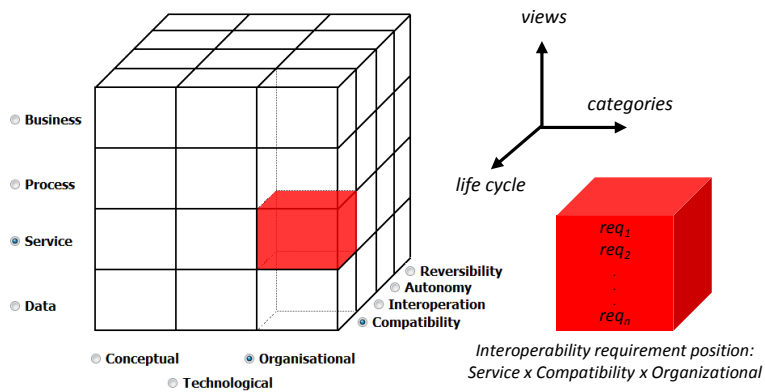 views
categories
life cycle
Business
Process
Service
Data
Reversibility
Autonomy
Interoperation
Compatibility
Conceptual
Organisational
Technological
req1
req2
.
.
reqn
Interoperability requirement position:
Service x Compatibility x Organizational